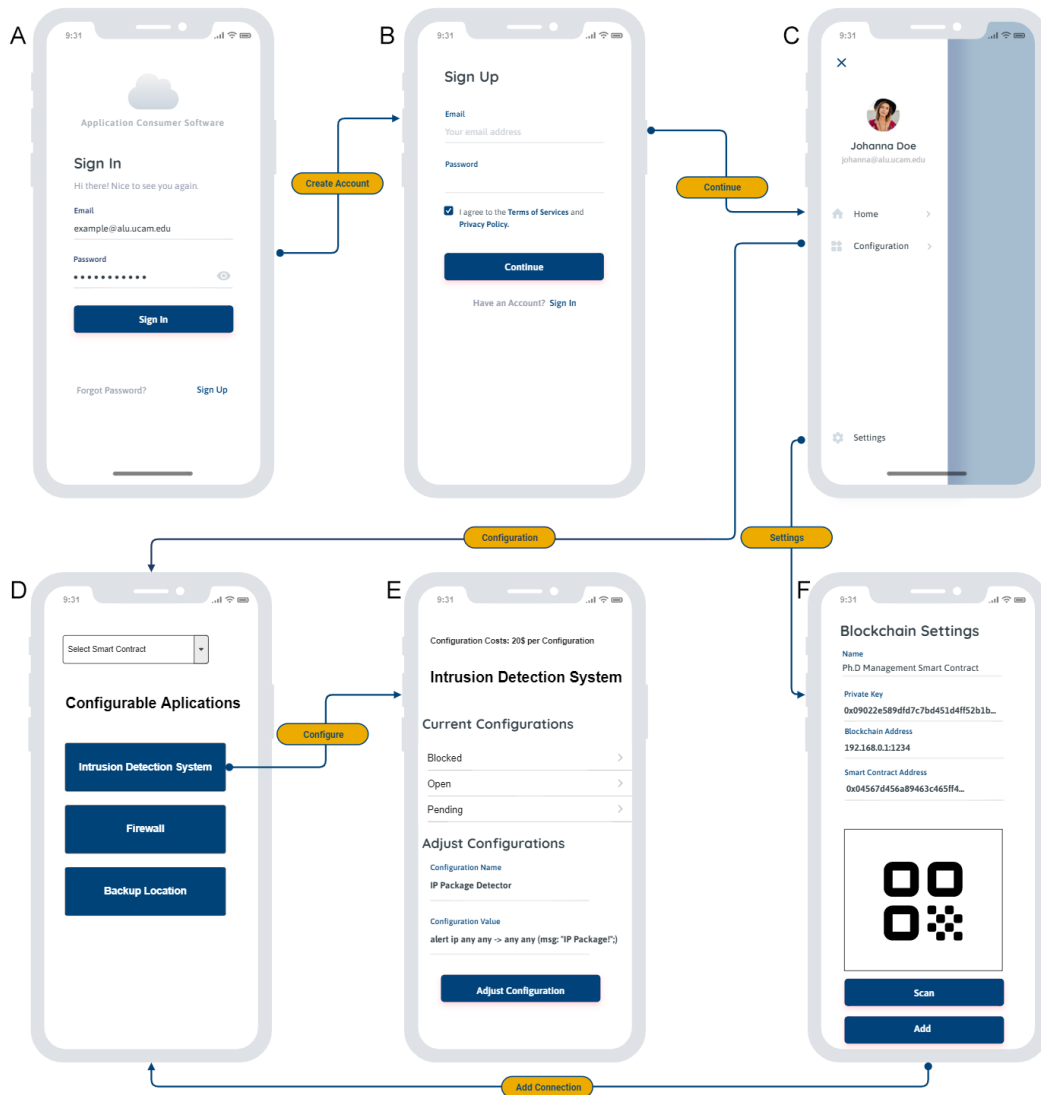 A
9:31
Application Consumer Software
Sign In
Hi there! Nice to see you again.
Email
example@alu.ucam.edu
Password
Sign In
Forgot Password?
Sign Up
Create Account
B
9:31
Sign Up
Email
Your email address
Password
I agree to the Terms of Services and
Privacy Policy.
Continue
Have an Account? Sign In
Continue
C
9:31
Johanna Doe
johanna@alu.ucam.edu
Home
Configuration
Settings
Configuration
Settings
D
9:31
Select Smart Contract
Configurable Aplications
Intrusion Detection System
Firewall
Backup Location
Configure
E
9:31
Configuration Costs: 20$ per Configuration
Intrusion Detection System
Current Configurations
Blocked
Open
Pending
Adjust Configurations
Configuration Name
IP Package Detector
Configuration Value
alert ip any any -> any any (msg: "IP Package!";)
Adjust Configuration
F
9:31
Blockchain Settings
Name
Ph.D Management Smart Contract
Private Key
0x09022e589dfd7c7bd451d4ff52b1b...
Blockchain Address
192.168.0.1:1234
Smart Contract Address
0x04567d456a89463c465ff4...
Scan
Add
Add Connection